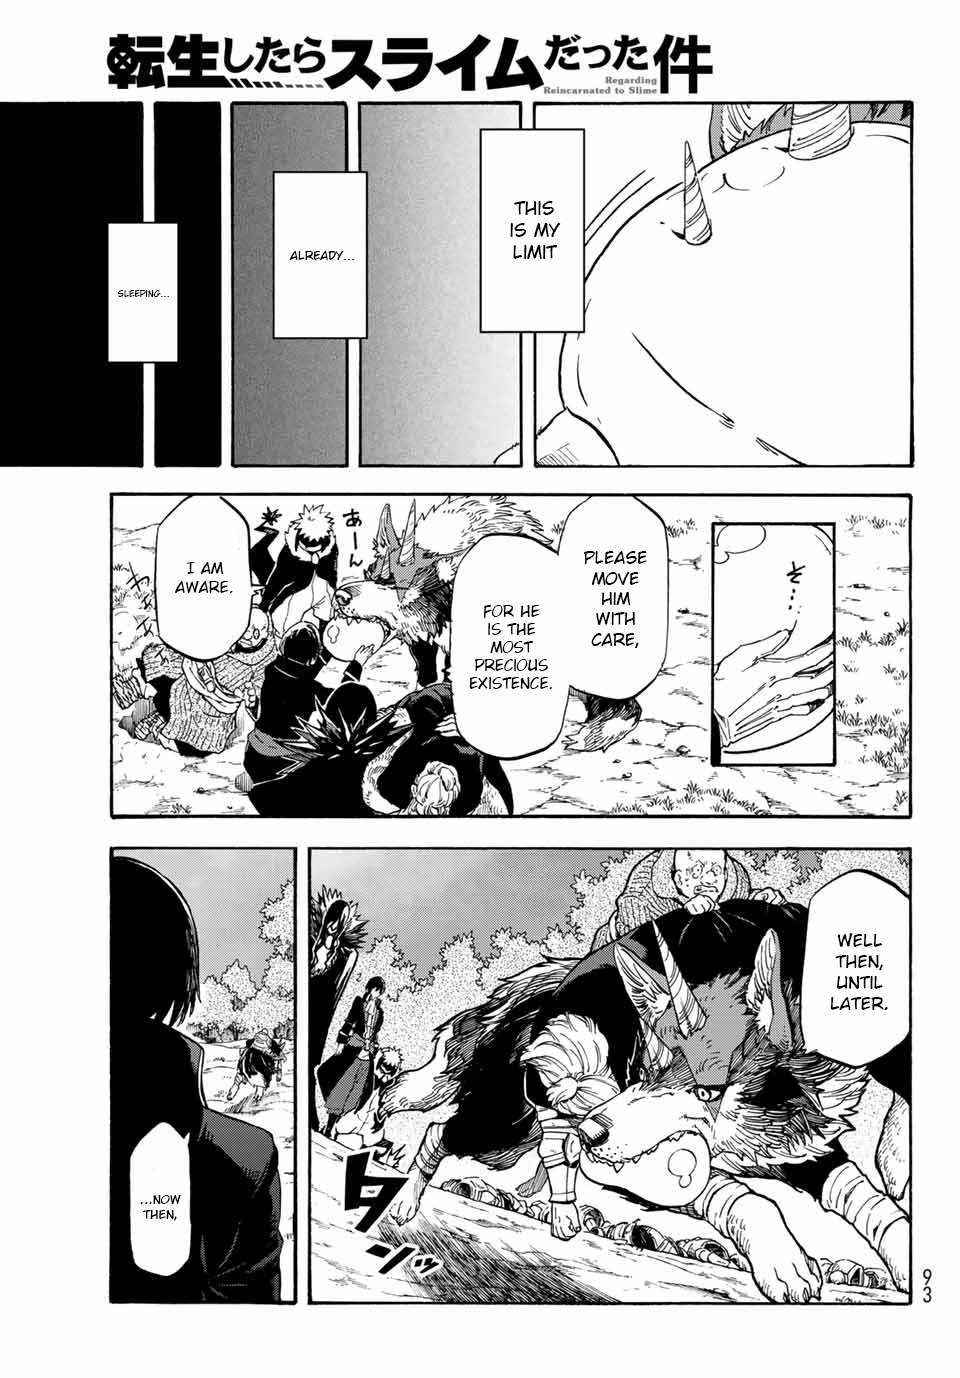 転生したらスライムだった件
Regarding
Reincarnated to Slime
THIS
IS MY
LIMIT
ALREADY...
SLEEPING...
そ...
PLEASE
MOVE
HIM
WITH
CARE,
FOR HE
IS THE
MOST
PRECIOUS
EXISTENCE.
あーん
I AM
AWARE.
WELL
THEN,
UNTIL
LATER.
タンッ
...NOW
THEN,
93